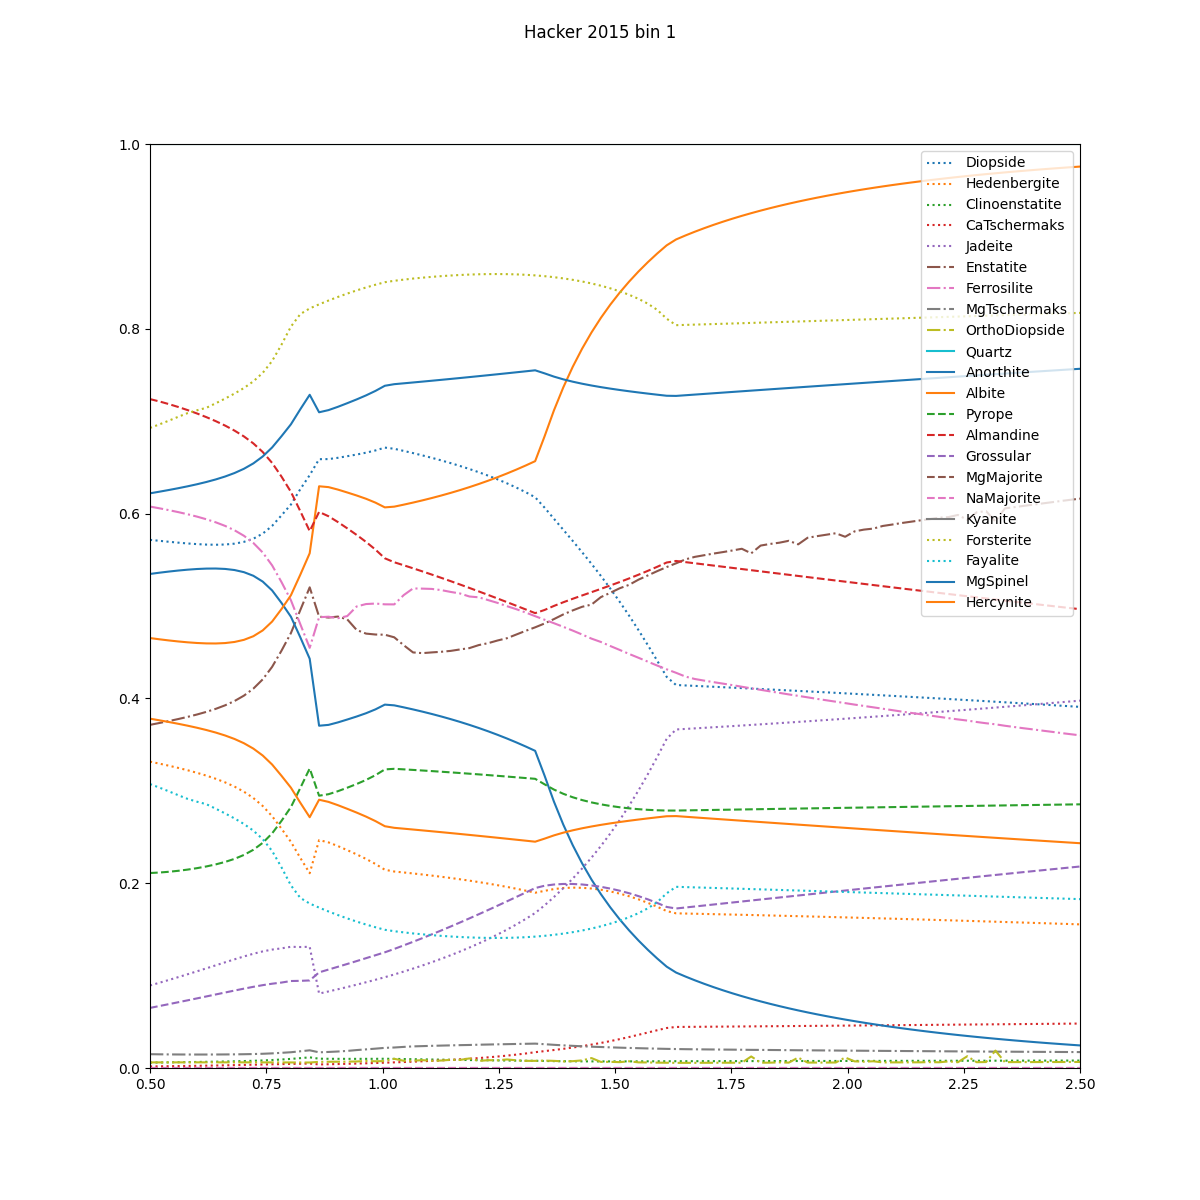 Hacker 2015 bin 1
1.0
0.8
0.6
0.4
0.2
0.0
0.50
0.75
1.00
1.25
1.50
1.75
2.00
2.25
2.50
Diopside
Hedenbergite
Clinoenstatite
CaTschermaks
Jadeite
Enstatite
Ferrosilite
MgTschermaks
OrthoDiopside
Quartz
Anorthite
Albite
Pyrope
Almandine
Grossular
MgMajorite
NaMajorite
Kyanite
Forsterite
Fayalite
MgSpinel
Hercynite